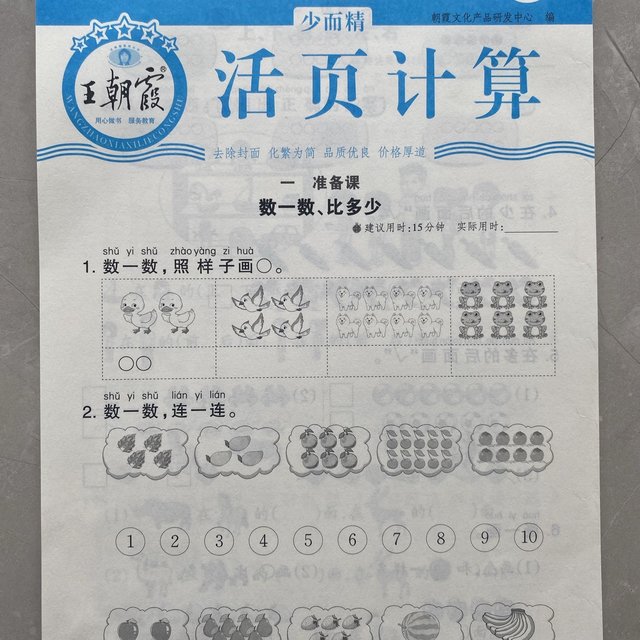 少而精
朝霞文化产品研发中心 编
王朝霞®
用心做书 服务教育
WANGZHAOXIAXILIECONGSHU
活页计算
去除封面 化繁为简 品质优良 价格厚道
一 准备课
数一数、比多少
建议用时:15分钟 实际用时:
shǔ yi shǔ zhào yàng zi huà
1. 数一数,照样子画○。
shǔ yi shǔ lián yi lián
2. 数一数,连一连。
1 2 3 4 5 6 7 8 9 10